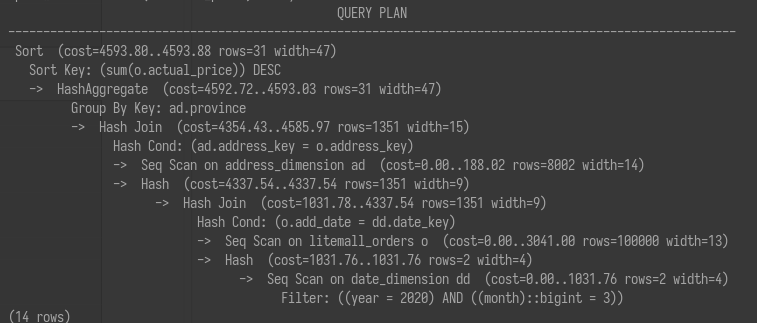 QUERY PLAN
--------------------------------------------------------------------------------------------------------
Sort  (cost=4593.80..4593.88 rows=31 width=47)
  Sort Key: (sum(o.actual_price)) DESC
  ->  HashAggregate  (cost=4592.72..4593.03 rows=31 width=47)
        Group By Key: ad.province
        ->  Hash Join  (cost=4354.43..4585.97 rows=1351 width=15)
              Hash Cond: (ad.address_key = o.address_key)
              ->  Seq Scan on address_dimension ad  (cost=0.00..188.02 rows=8002 width=14)
              ->  Hash  (cost=4337.54..4337.54 rows=1351 width=9)
                    ->  Hash Join  (cost=1031.78..4337.54 rows=1351 width=9)
                          Hash Cond: (o.add_date = dd.date_key)
                          ->  Seq Scan on litemall_orders o  (cost=0.00..3041.00 rows=100000 width=13)
                          ->  Hash  (cost=1031.76..1031.76 rows=2 width=4)
                                ->  Seq Scan on date_dimension dd  (cost=0.00..1031.76 rows=2 width=4)
                                      Filter: ((year = 2020) AND ((month)::bigint = 3))
(14 rows)